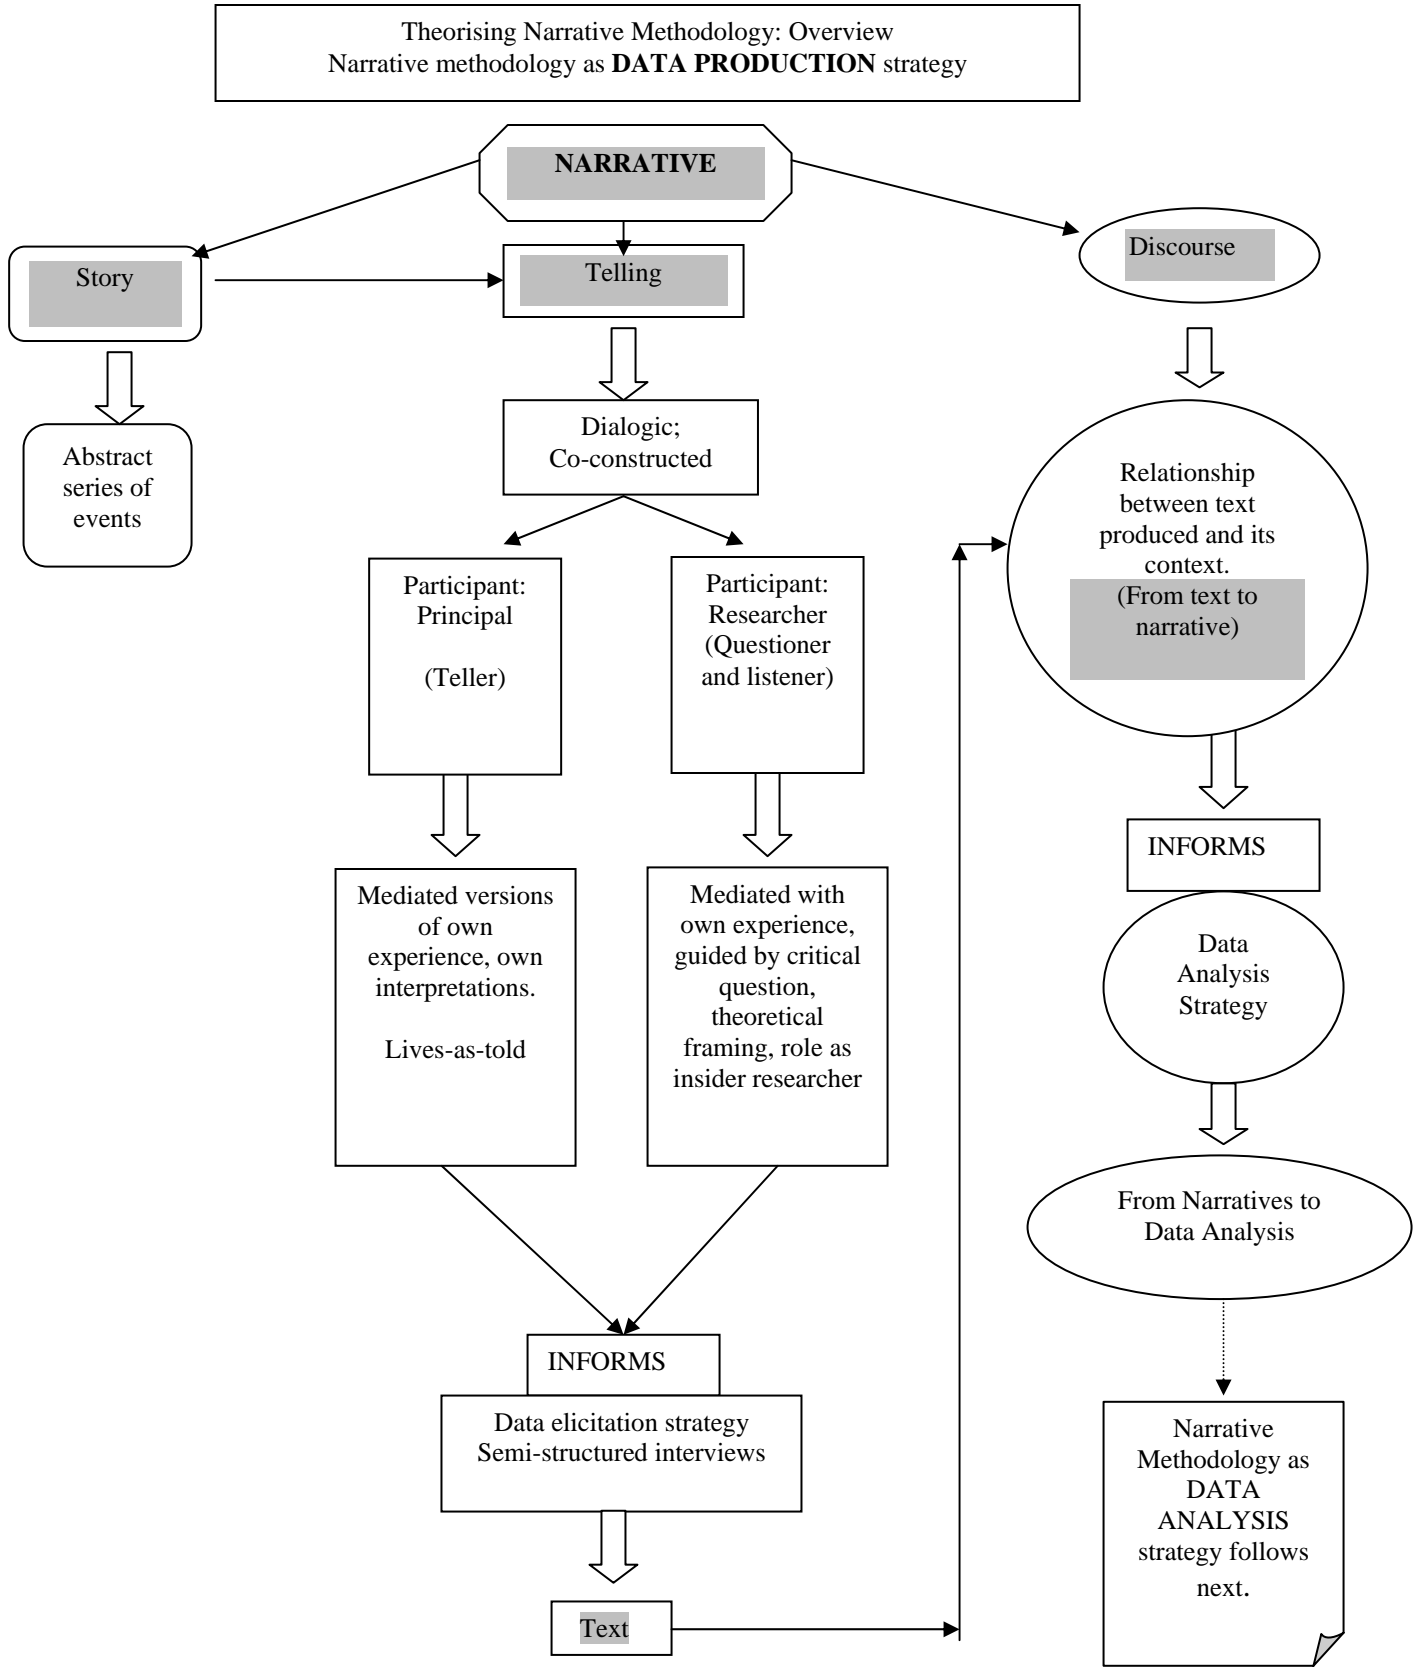 Theorising Narrative Methodology: Overview
Narrative methodology as DATA PRODUCTION strategy
NARRATIVE
Story
Telling
Discourse
Abstract
series of
events
Dialogic;
Co-constructed
Relationship
between text
produced and its
context.
(From text to
narrative)
Participant:
Principal
(Teller)
Participant:
Researcher
(Questioner
and listener)
Mediated versions
of own
experience, own
interpretations.
Lives-as-told
Mediated with
own experience,
guided by critical
question,
theoretical
framing, role as
insider researcher
INFORMS
Data
Analysis
Strategy
From Narratives to
Data Analysis
INFORMS
Data elicitation strategy
Semi-structured interviews
Text
Narrative
Methodology as
DATA
ANALYSIS
strategy follows
next.